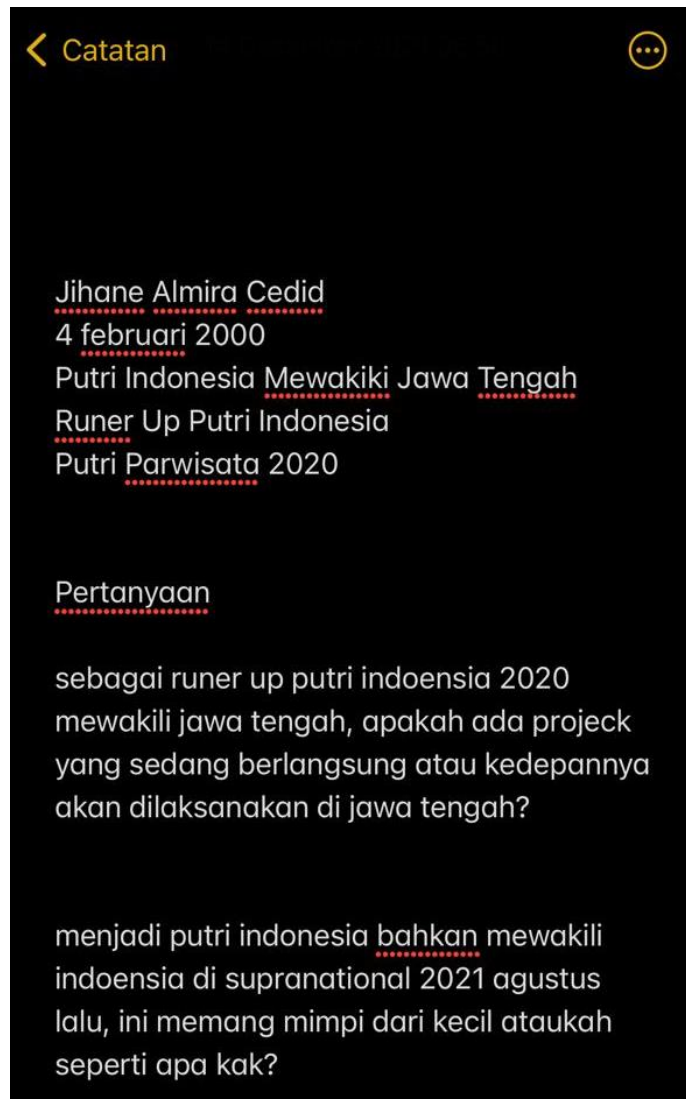 Catatan
Jihane Almira Cedid
4 februari 2000
Putri Indonesia Mewakiki Jawa Tengah
Runer Up Putri Indonesia
Putri Parwisata 2020
Pertanyaan
sebagai runer up putri indoensia 2020
mewakili jawa tengah, apakah ada projeck
yang sedang berlangsung atau kedepannya
akan dilaksanakan di jawa tengah?
menjadi putri indonesia bahkan mewakili
indoensia di supranational 2021 agustus
lalu, ini memang mimpi dari kecil ataukah
seperti apa kak?